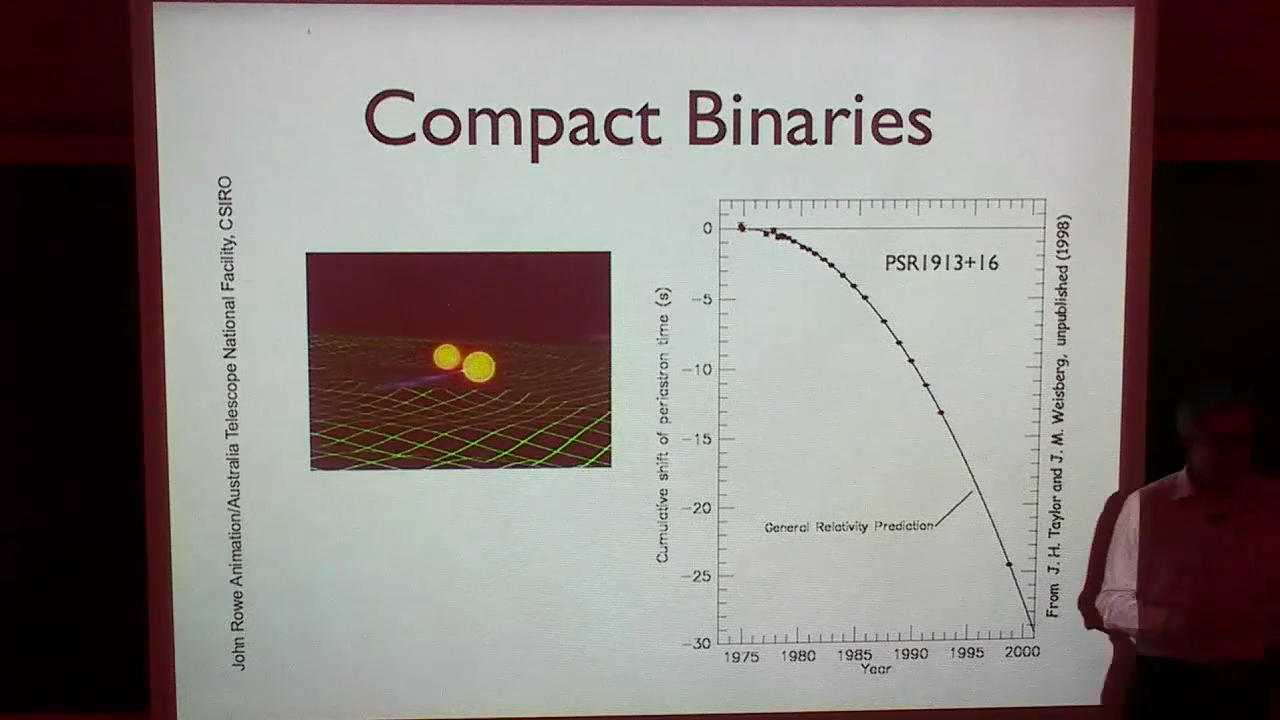 Compact Binaries
John Rowe Animation/Australia Telescope National Facility, CSIRO
Cumulative shift of periastron time (s)
0
−5
−10
−15
−20
−25
−30
PSR1913+16
General Relativity Prediction
1975 1980 1985 1990 1995 2000
Year
From J. H. Taylor and J. M. Weisberg, unpublished (1998)